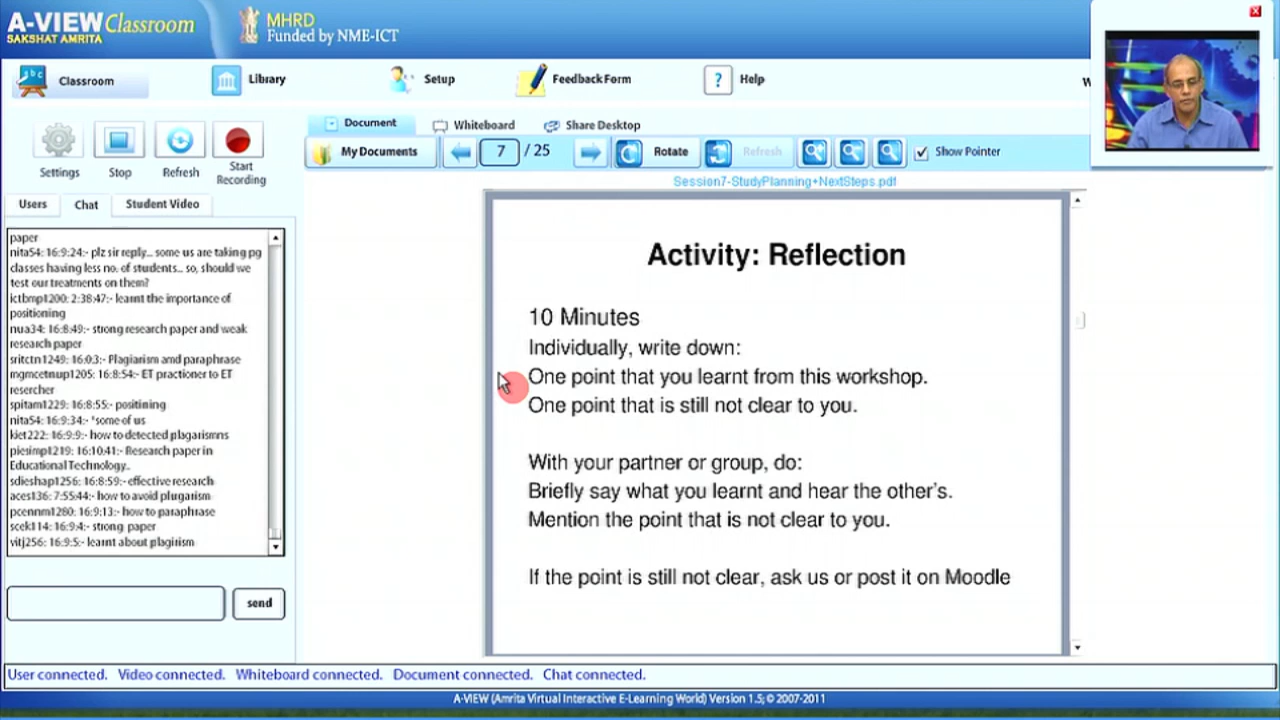 A-VIEW Classroom
SAKSHAT AMRITA
MHRD
Funded by NME-ICT
Classroom
Library
Setup
Feedback Form
? Help
W
Settings
Stop
Refresh
Start
Recording
Document
Whiteboard
Share Desktop
My Documents
7 / 25
Rotate
Refresh
Show Pointer
Users
Chat
Student Video
Session7-StudyPlanning+NextSteps.pdf
paper
nita54: 16:9:24:- plz sir reply... some us are taking pg
classes having less no. of students... so, should we
test our treatments on them?
ictbmp1200: 2:38:47:- learnt the importance of
positioning
nua34: 16:8:49:- strong research paper and weak
research paper
sritctn1249: 16:0:3:- Plagiarism and paraphrase
mgmcetnup1205: 16:8:54:- ET practioner to ET
resercher
spitam1229: 16:8:55:- positining
nita54: 16:9:34:- *some of us
kiet222: 16:9:9:- how to detected plagarismns
piesimp1219: 16:10:41:- Research paper in
Educational Technology..
sdieshap1256: 16:8:59:- effective research
aces136: 7:55:44:- how to avoid plugarism
pcennm1280: 16:9:13:- how to paraphrase
scek114: 16:9:4:- strong paper
vitj256: 16:9:5:- learnt about plagitism
send
Activity: Reflection
10 Minutes
Individually, write down:
One point that you learnt from this workshop.
One point that is still not clear to you.
With your partner or group, do:
Briefly say what you learnt and hear the other's.
Mention the point that is not clear to you.
If the point is still not clear, ask us or post it on Moodle
User connected. Video connected. Whiteboard connected. Document connected. Chat connected.
A-VIEW (Amrita Virtual Interactive E-Learning World) Version 1.5; © 2007-2011